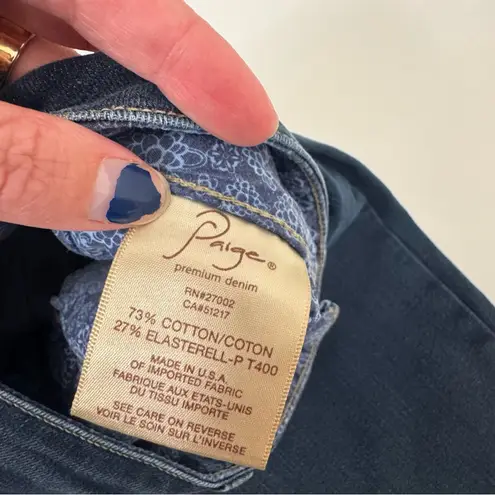 Paige®
premium denim
RN#27002
CA#51217
73% COTTON/COTON
27% ELASTERELL-P T400
MADE IN U.S.A.
OF IMPORTED FABRIC
FABRIQUE AUX ETATS-UNIS
DU TISSU IMPORTE
SEE CARE ON REVERSE
VOIR LE SOIN SUR L'INVERSE